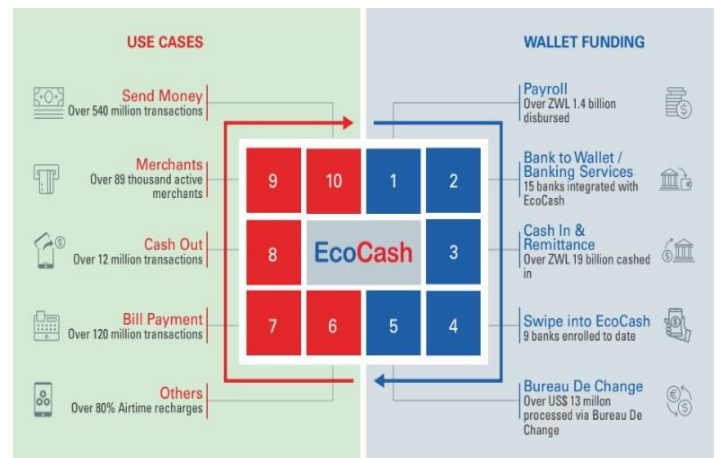 USE CASES
Send Money
Over 540 million transactions
Merchants
Over 89 thousand active
merchants
Cash Out
Over 12 million transactions
Bill Payment
Over 120 million transactions
Others
Over 80% Airtime recharges
9 10 1 2
8 EcoCash 3
7 6 5 4
WALLET FUNDING
Payroll
Over ZWL 1.4 billion
disbursed
Bank to Wallet /
Banking Services
15 banks integrated with
EcoCash
Cash In &
Remittance
Over ZWL 19 billion cashed
in
Swipe into EcoCash
9 banks enrolled to date
Bureau De Change
Over US$ 13 millon
processed via Bureau De
Change